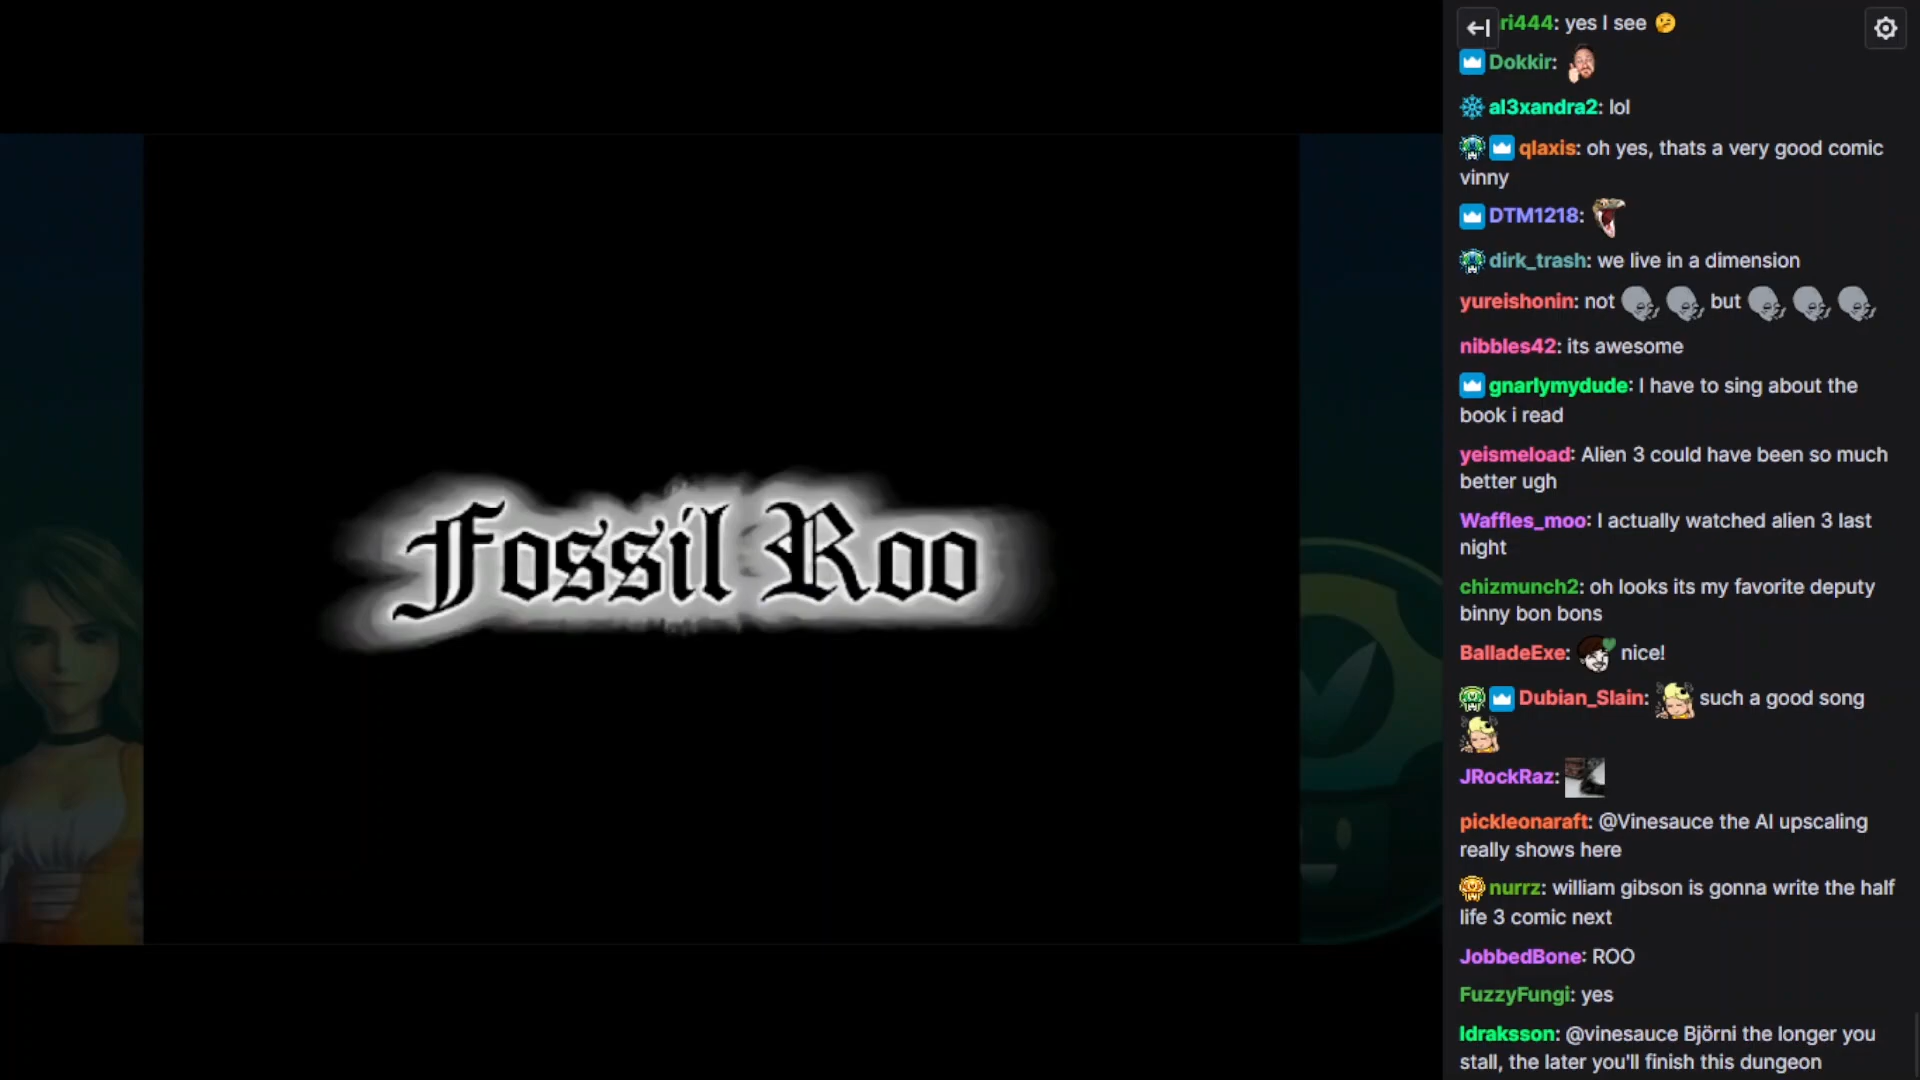 Fossil Roo
ri444: yes I see
Dokkir:
al3xandra2: lol
qlaxis: oh yes, thats a very good comic
vinny
DTM1218:
dirk_trash: we live in a dimension
yureishonin: not but
nibbles42: its awesome
gnarlymydude: I have to sing about the
book i read
yeismeload: Alien 3 could have been so much
better ugh
Waffles_moo: I actually watched alien 3 last
night
chizmunch2: oh looks its my favorite deputy
binny bon bons
BalladeExe: nice!
Dubian_Slain: such a good song
JRockRaz:
pickleonaraft: @Vinesauce the AI upscaling
really shows here
nurrz: william gibson is gonna write the half
life 3 comic next
JobbedBone: ROO
FuzzyFungi: yes
ldraksson: @vinesauce Björni the longer you
stall, the later you'll finish this dungeon